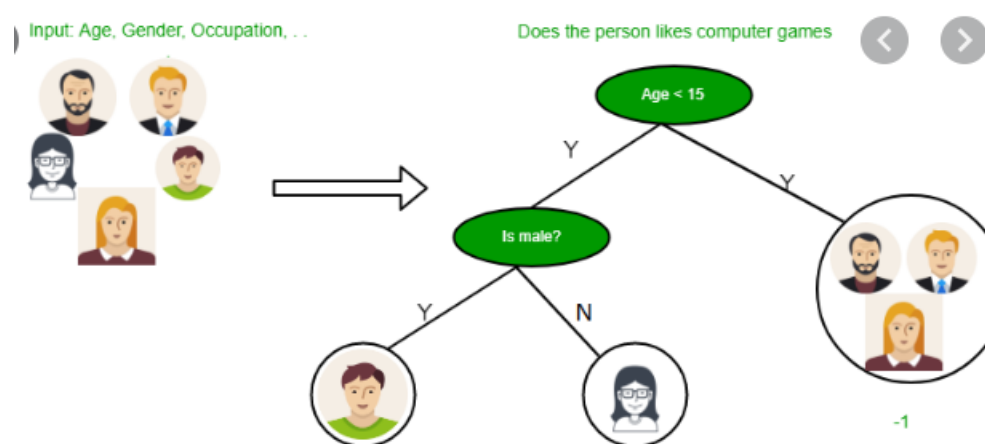 Input: Age, Gender, Occupation, . .
Does the person likes computer games
Age < 15
Y
Y
Is male?
Y
N
-1